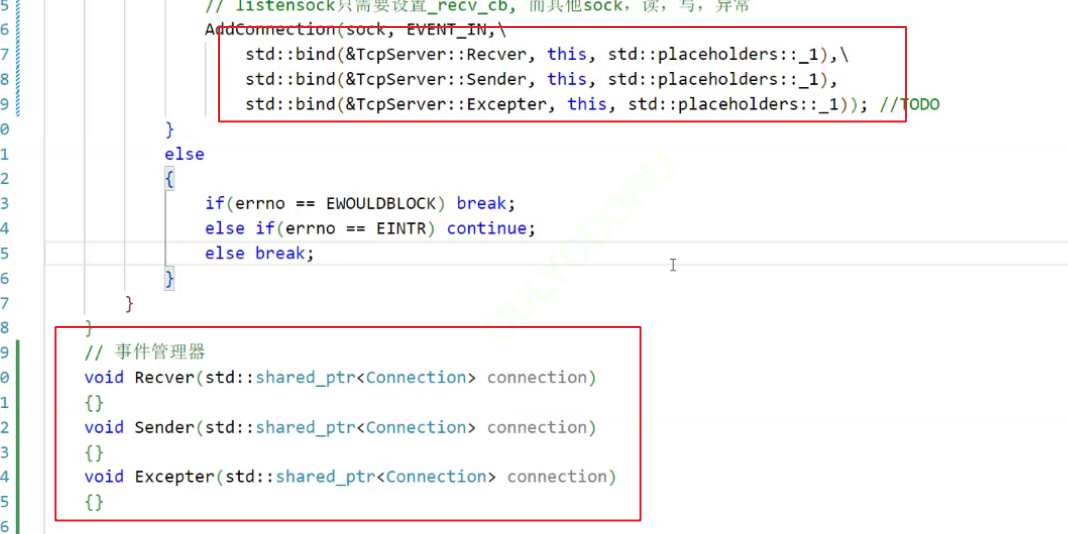 5 // listensock只需要设置_recv_cb, 而其他sock，读，写，异常
6 AddConnection(sock, EVENT_IN,\
7 std::bind(&TcpServer::Recver, this, std::placeholders::_1),\
8 std::bind(&TcpServer::Sender, this, std::placeholders::_1),
9 std::bind(&TcpServer::Excepter, this, std::placeholders::_1)); //TODO
0 }
1 else
2 {
3 if(errno == EWOULDBLOCK) break;
4 else if(errno == EINTR) continue;
5 else break;
6 }
7 }
8 }
9 // 事件管理器
0 void Recver(std::shared_ptr<Connection> connection)
1 {}
2 void Sender(std::shared_ptr<Connection> connection)
3 {}
4 void Excepter(std::shared_ptr<Connection> connection)
5 {}
6